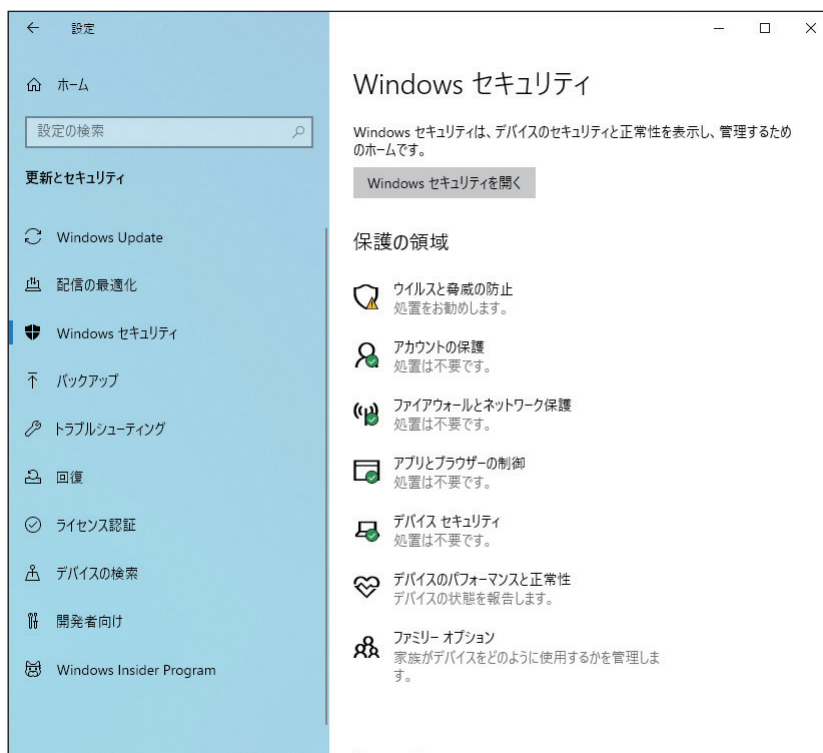 設定
ホーム
設定の検索
更新とセキュリティ
Windows Update
配信の最適化
Windows セキュリティ
バックアップ
トラブルシューティング
回復
ライセンス認証
デバイスの検索
開発者向け
Windows Insider Program
Windows セキュリティ
Windows セキュリティは、デバイスのセキュリティと正常性を表示し、管理するため
のホームです。
Windows セキュリティを開く
保護の領域
ウイルスと脅威の防止
処置をお勧めします。
アカウントの保護
処置は不要です。
ファイアウォールとネットワーク保護
処置は不要です。
アプリとブラウザーの制御
処置は不要です。
デバイス セキュリティ
処置は不要です。
デバイスのパフォーマンスと正常性
デバイスの状態を報告します。
ファミリー オプション
家族がデバイスをどのように使用するかを管理しま
す。